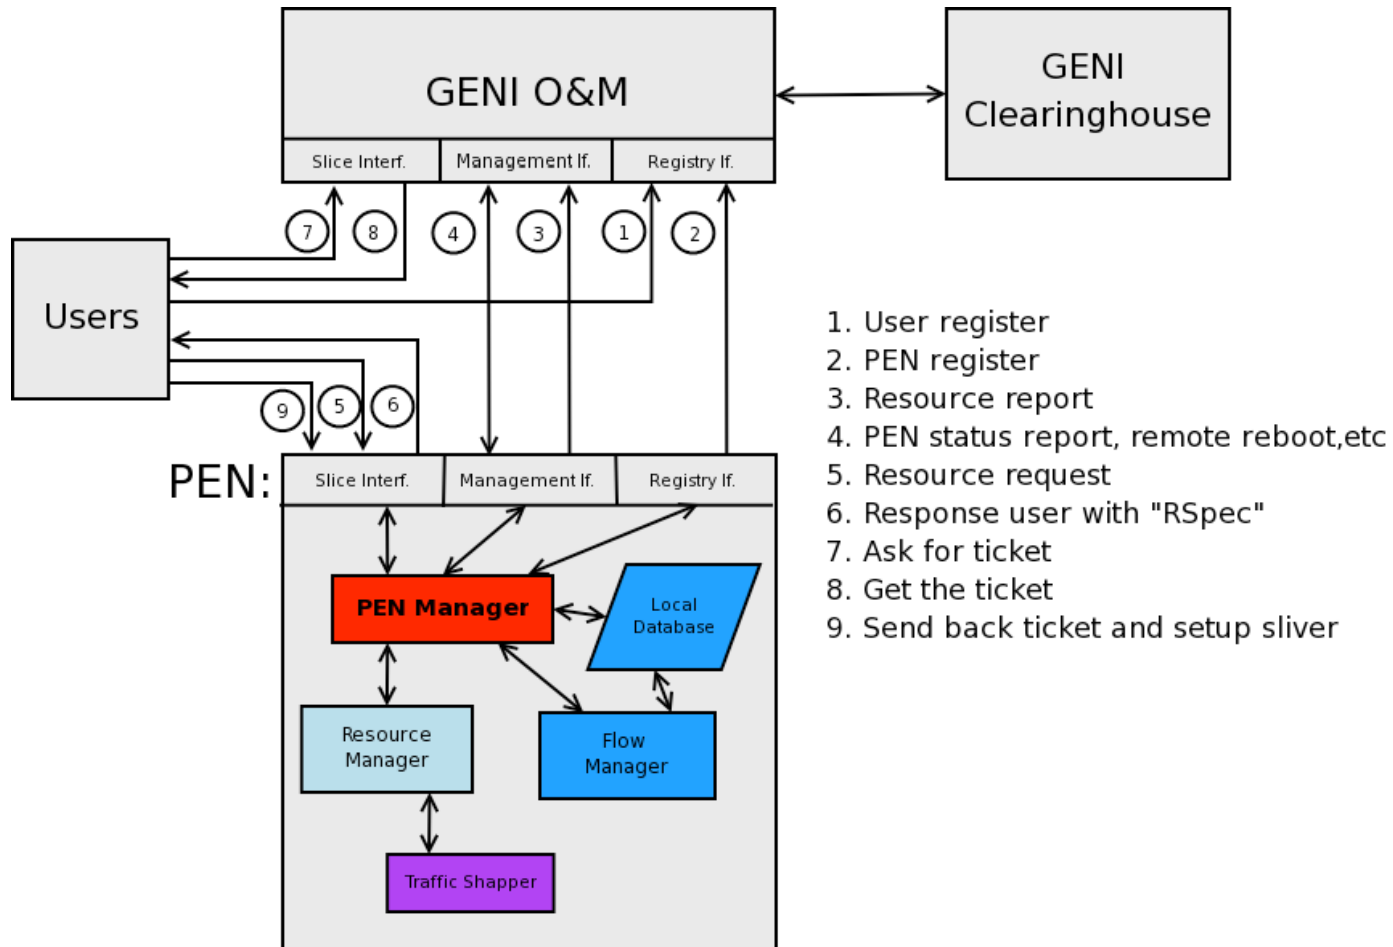 GENI O&M
GENI
Clearinghouse
Slice Interf.
Management If.
Registry If.
7
8
4
3
1
2
Users
9
5
6
PEN:
Slice Interf.
Management If.
Registry If.
PEN Manager
Local
Database
Resource
Manager
Flow
Manager
Traffic Shapper
1. User register
2. PEN register
3. Resource report
4. PEN status report, remote reboot,etc
5. Resource request
6. Response user with "RSpec"
7. Ask for ticket
8. Get the ticket
9. Send back ticket and setup sliver